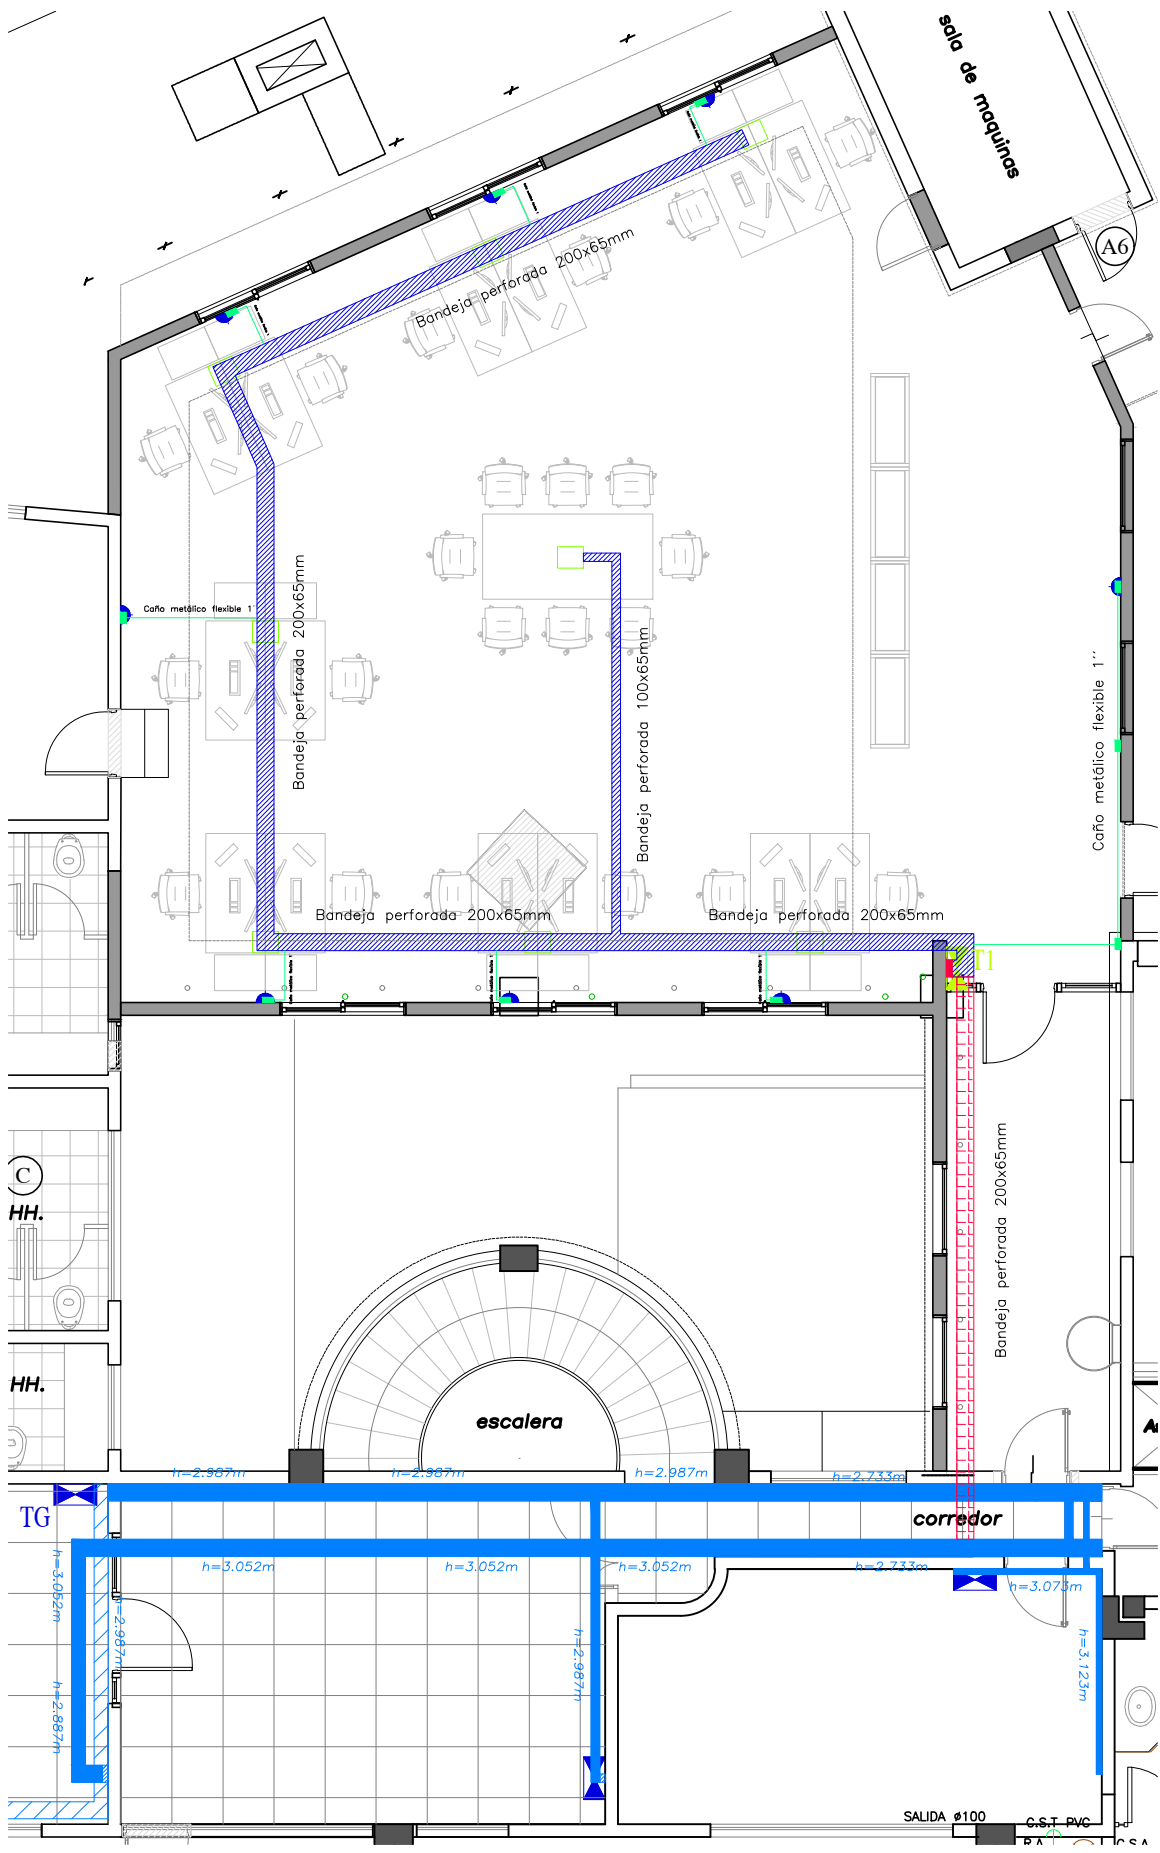 sala de maquinas
A6
Bandeja perforada 200x65mm
Caño metálico flexible 1''
Bandeja perforada 200x65mm
Bandeja perforada 100x65mm
Caño metálico flexible 1´´
Bandeja perforada 200x65mm
Bandeja perforada 200x65mm
T1
Bandeja perforada 200x65mm
C
HH.
HH.
escalera
h=2.987m
h=2.987m
h=2.987m
h=2.733m
TG
corredor
h=3.052m
h=3.052m
h=3.052m
h=2.733m
h=3.073m
h=3.052m
h=2.987m
h=2.987m
h=3.123m
h=2.887m
SALIDA ø100
C.S.T PVC
R.A
C.S.A